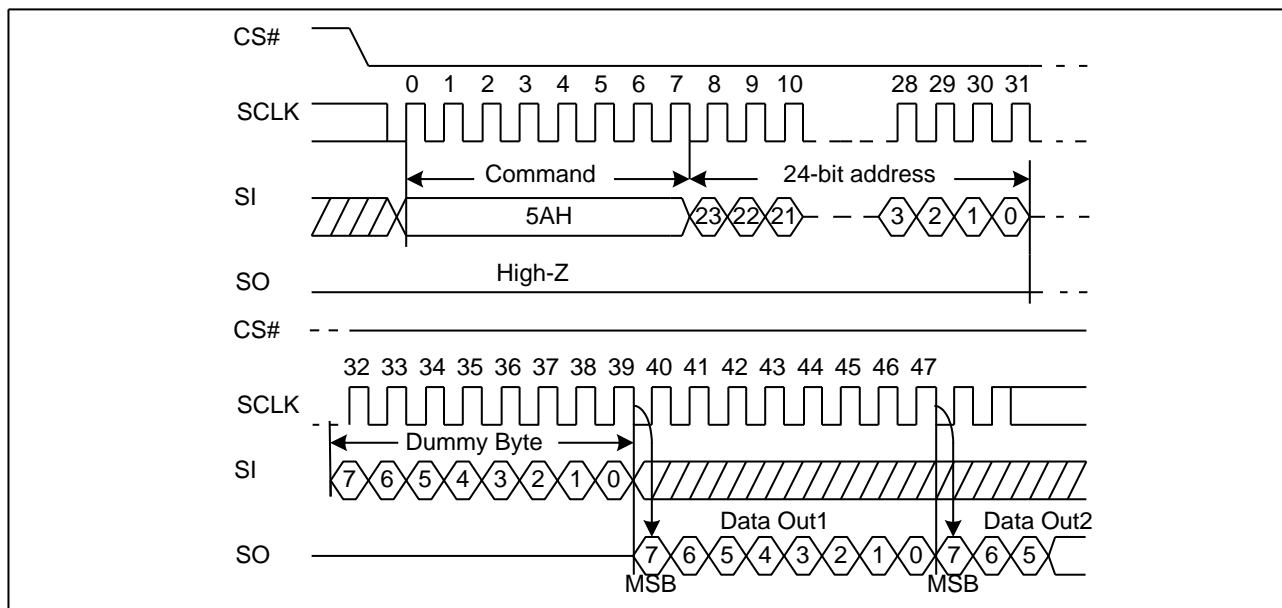 CS#
0 1 2 3 4 5 6 7 8 9 10 28 29 30 31
SCLK
Command 24-bit address
SI
5AH 23 22 21 3 2 1 0
High-Z
SO
CS#
32 33 34 35 36 37 38 39 40 41 42 43 44 45 46 47
SCLK
Dummy Byte
SI
7 6 5 4 3 2 1 0
Data Out1 Data Out2
SO
7 6 5 4 3 2 1 0 7 6 5
MSB MSB